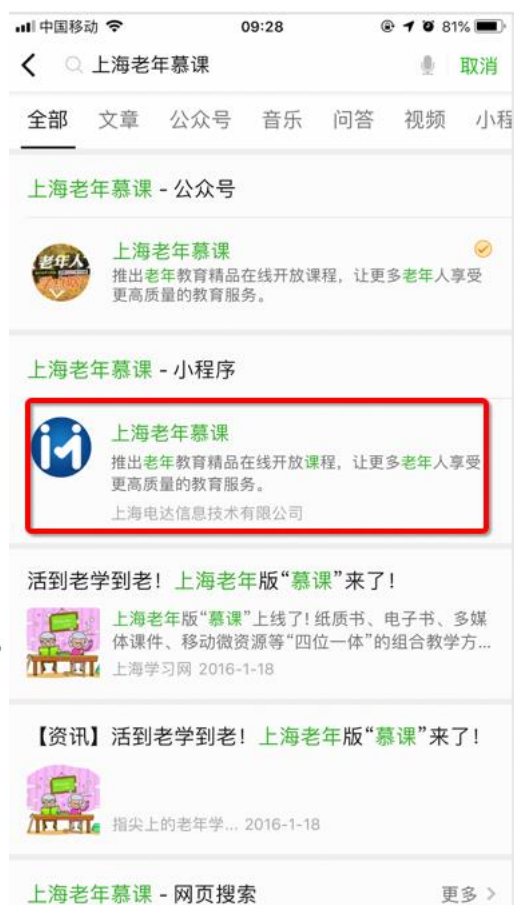 中国移动 09:28 81%
上海老年慕课 取消
全部 文章 公众号 音乐 问答 视频 小程
上海老年慕课 - 公众号
老年人
上海老年慕课
推出老年教育精品在线开放课程，让更多老年人享受
更高质量的教育服务。
上海老年慕课 - 小程序
上海老年慕课
推出老年教育精品在线开放课程，让更多老年人享受
更高质量的教育服务。
上海电达信息技术有限公司
活到老学到老！上海老年版“慕课”来了！
上海老年版“慕课”上线了! 纸质书、电子书、多媒
体课件、移动微资源等“四位一体”的组合教学方...
上海学习网 2016-1-18
【资讯】活到老学到老！上海老年版“慕课”来了！
指尖上的老年学... 2016-1-18
上海老年慕课 - 网页搜索 更多